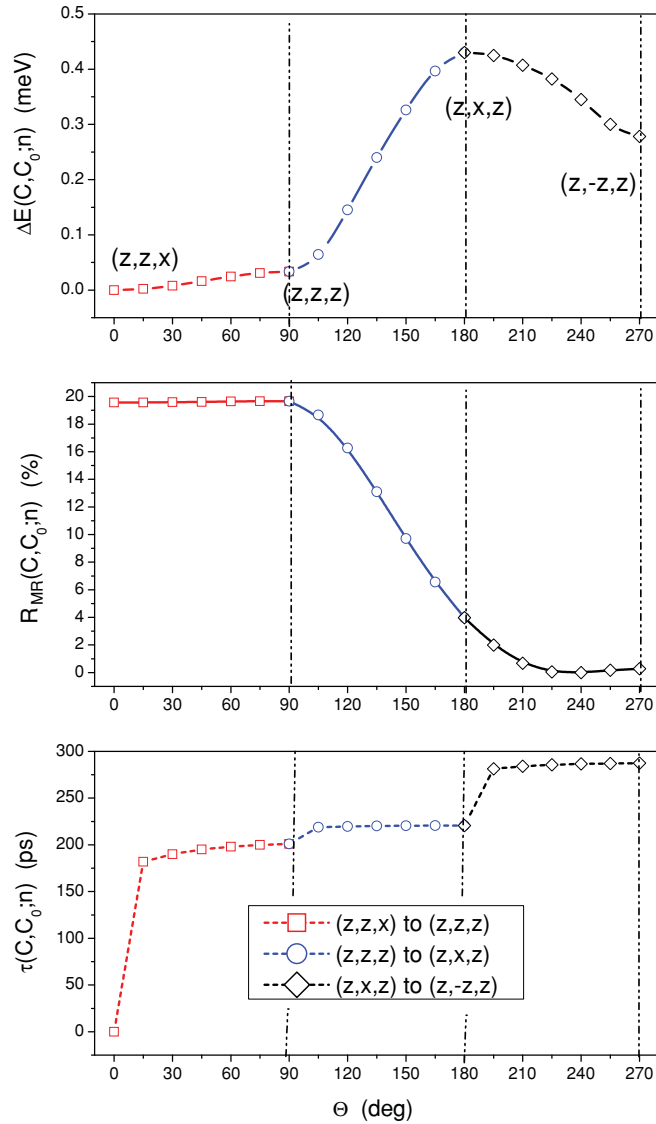 0.5
0.4
0.3
0.2
0.1
0.0
ΔE(C,C₀;n) (meV)
(z,z,x)
(z,z,z)
(z,x,z)
(z,-z,z)
0 30 60 90 120 150 180 210 240 270
20
18
16
14
12
10
8
6
4
2
0
R_MR(C,C₀;n) (%)
0 30 60 90 120 150 180 210 240 270
300
250
200
150
100
50
0
τ(C,C₀;n) (ps)
(z,z,x) to (z,z,z)
(z,z,z) to (z,x,z)
(z,x,z) to (z,-z,z)
0 30 60 90 120 150 180 210 240 270
Θ (deg)